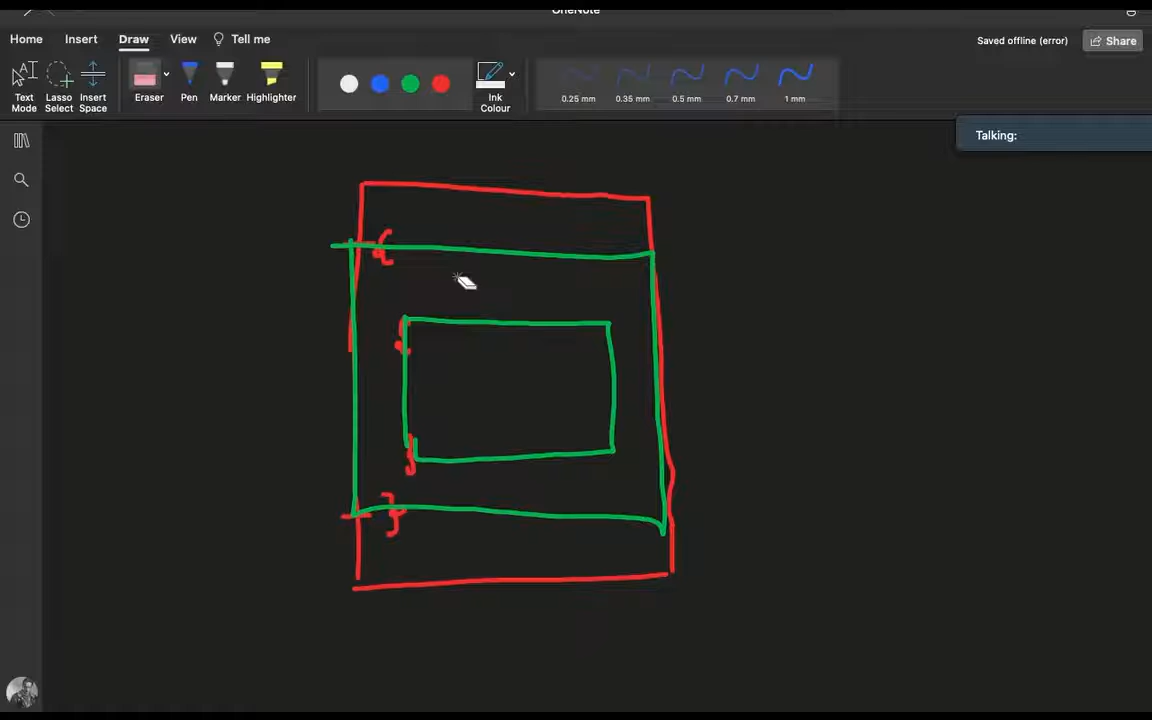 OneNote
Home Insert Draw View Tell me
Saved offline (error) Share
Text Mode
Lasso Select
Insert Space
Eraser
Pen
Marker
Highlighter
Ink Colour
0.25 mm 0.35 mm 0.5 mm 0.7 mm 1 mm
Talking:
{
{
}
}